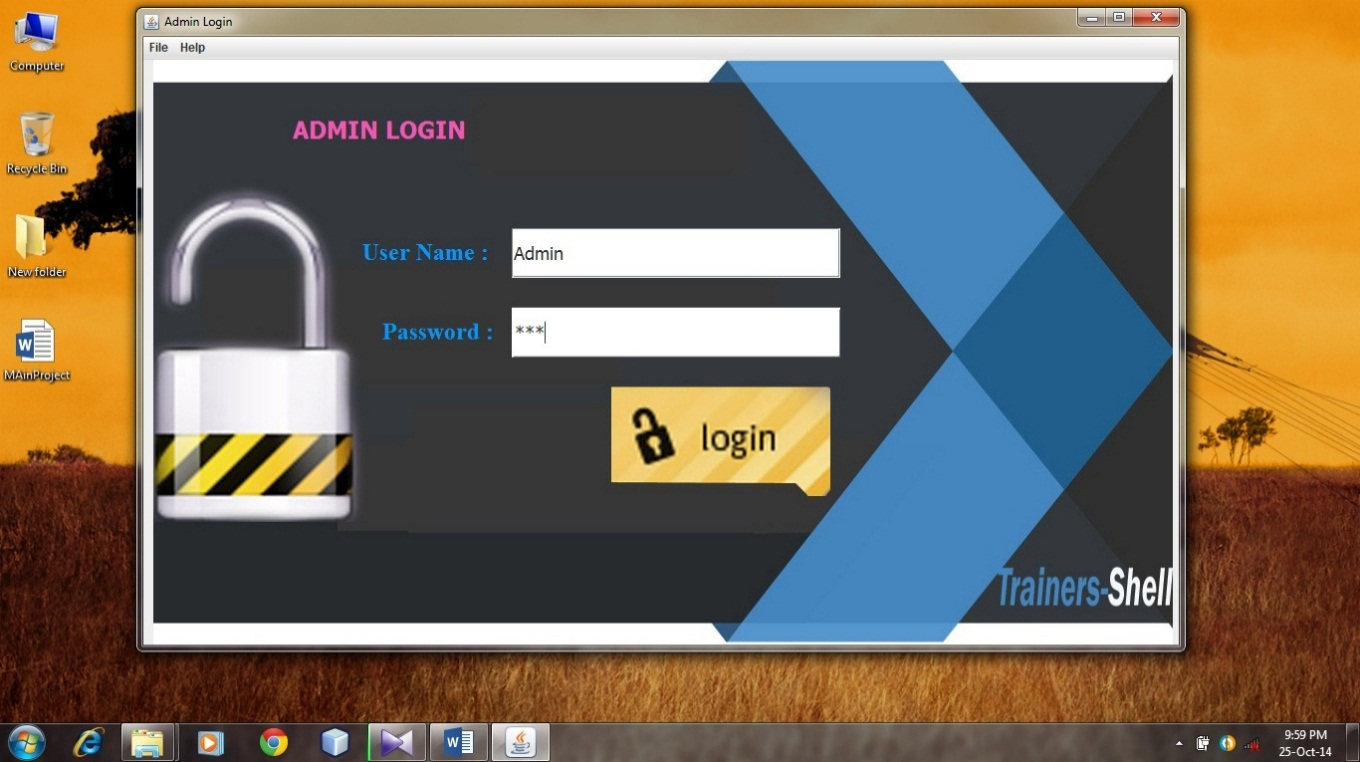 Computer
Recycle Bin
New folder
MAinProject
Admin Login
File Help
ADMIN LOGIN
User Name :
Admin
Password :
***
login
Trainers-Shell
9:59 PM
25-Oct-14